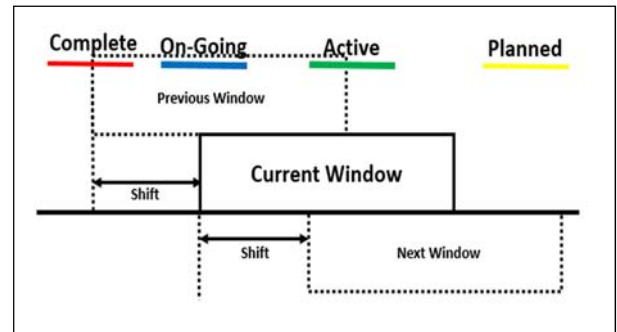 Complete On-Going Active Planned
Previous Window
Current Window
Shift
Shift Next Window